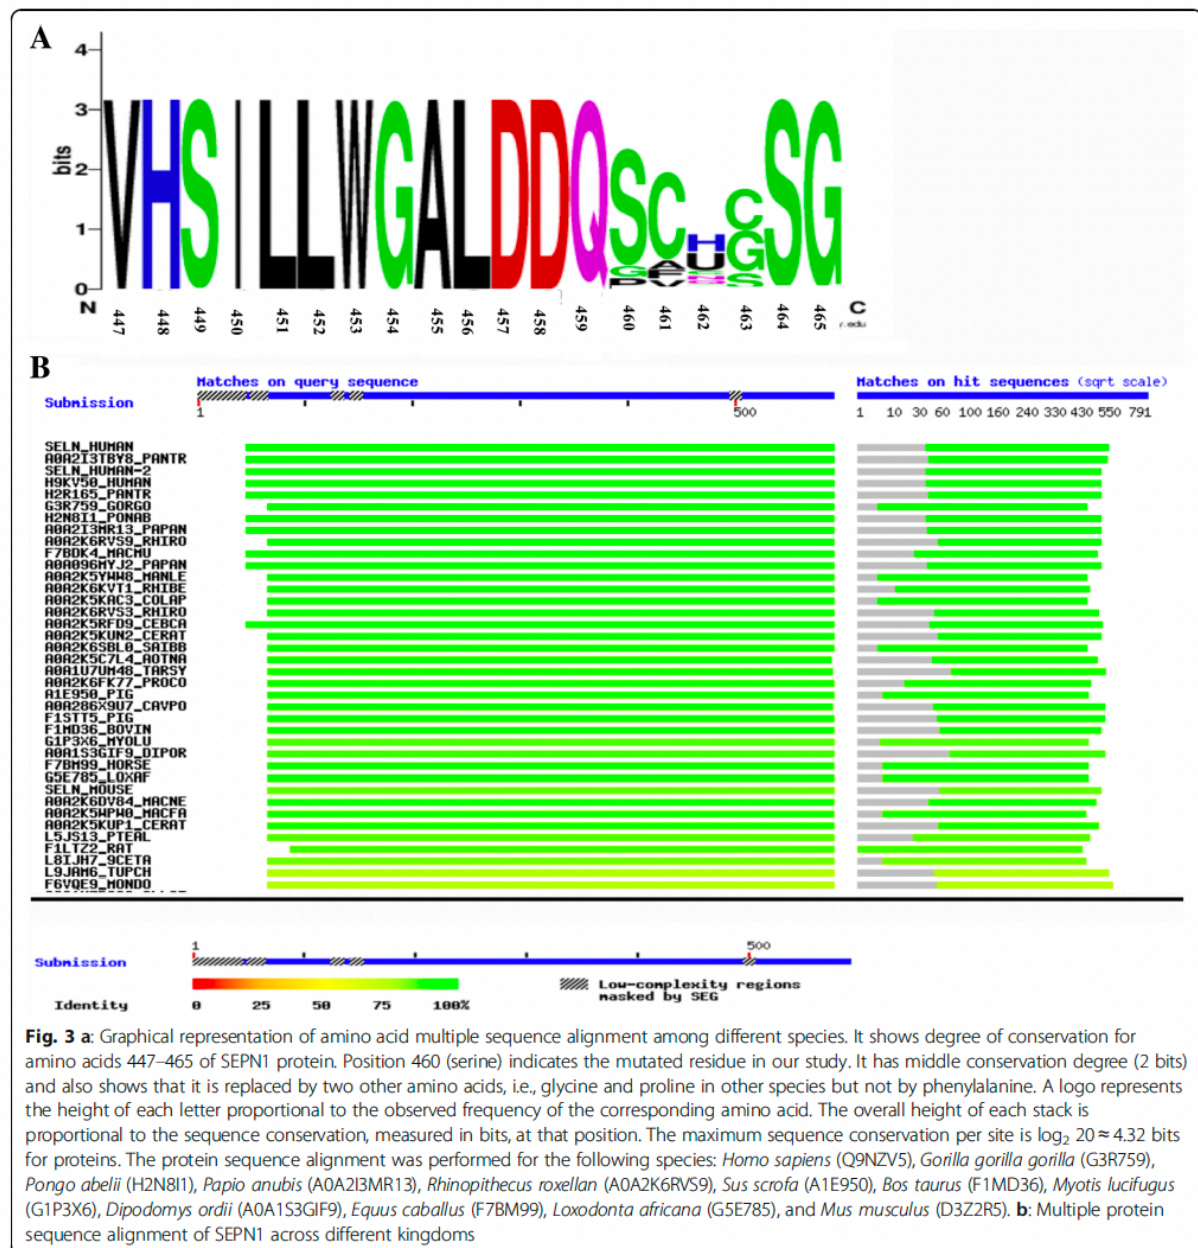 A
4
3
2
1
0
bits
VHSILLWGALDDQSCHCSG
G A U G
P F S S
V N
N
447 448 449 450 451 452 453 454 455 456 457 458 459 460 461 462 463 464 465
C
r.edu
B
Matches on query sequence
Matches on hit sequences (sqrt scale)
Submission
1 500
1 10 30 60 100 160 240 330 430 550 791
SELN_HUMAN
A0A2I3TBY8_PANTR
SELN_HUMAN-2
H9KV50_HUMAN
H2R165_PANTR
G3R759_GORGO
H2N8I1_PONAB
A0A2I3MR13_PAPAN
A0A2K6RVS9_RHIRO
F7BDK4_MACMU
A0A096MYJ2_PAPAN
A0A2K5YWW8_MANLE
A0A2K6KVT1_RHIBE
A0A2K5KAC3_COLAP
A0A2K6RVS3_RHIRO
A0A2K5RFD9_CEBCA
A0A2K5KUN2_CERAT
A0A2K6SBL0_SAIBB
A0A2K5C7L4_AOTNA
A0A1U7UM48_TARSY
A0A2K6FK77_PROCO
A1E950_PIG
A0A286X9U7_CAVPO
F1STT5_PIG
F1MD36_BOVIN
G1P3X6_MYOLU
A0A1S3GIF9_DIPOR
F7BM99_HORSE
G5E785_LOXAF
SELN_MOUSE
A0A2K6DV84_MACNE
A0A2K5WPW0_MACFA
A0A2K5KUP1_CERAT
L5JS13_PTEAL
F1LTZ2_RAT
L8IJH7_9CETA
L9JAM6_TUPCH
F6VQE9_MONDO
1 500
Submission
Low-complexity regions
masked by SEG
Identity 0 25 50 75 100%
Fig. 3 a: Graphical representation of amino acid multiple sequence alignment among different species. It shows degree of conservation for
amino acids 447–465 of SEPN1 protein. Position 460 (serine) indicates the mutated residue in our study. It has middle conservation degree (2 bits)
and also shows that it is replaced by two other amino acids, i.e., glycine and proline in other species but not by phenylalanine. A logo represents
the height of each letter proportional to the observed frequency of the corresponding amino acid. The overall height of each stack is
proportional to the sequence conservation, measured in bits, at that position. The maximum sequence conservation per site is log₂ 20 ≈ 4.32 bits
for proteins. The protein sequence alignment was performed for the following species: Homo sapiens (Q9NZV5), Gorilla gorilla gorilla (G3R759),
Pongo abelii (H2N8I1), Papio anubis (A0A2I3MR13), Rhinopithecus roxellan (A0A2K6RVS9), Sus scrofa (A1E950), Bos taurus (F1MD36), Myotis lucifugus
(G1P3X6), Dipodomys ordii (A0A1S3GIF9), Equus caballus (F7BM99), Loxodonta africana (G5E785), and Mus musculus (D3Z2R5). b: Multiple protein
sequence alignment of SEPN1 across different kingdoms